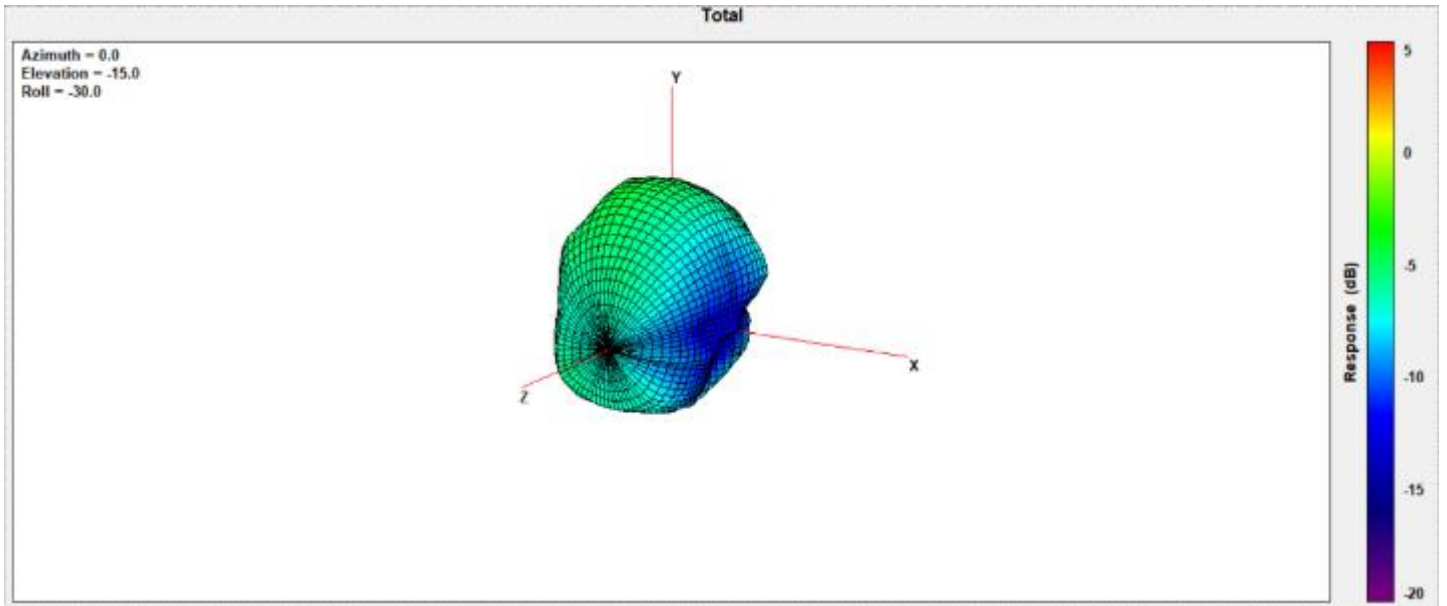 Total
Azimuth = 0.0
Elevation = -15.0
Roll = -30.0
Y
X
Z
5
0
-5
-10
-15
-20
Response (dB)